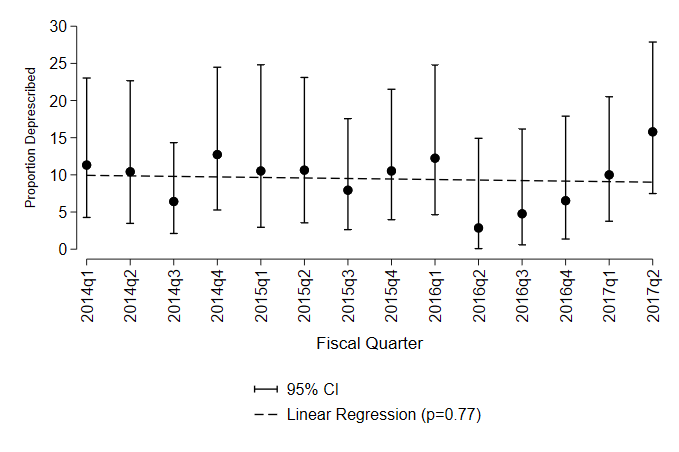 30
25
20
15
10
5
0
Proportion Deprescribed
2014q1
2014q2
2014q3
2014q4
2015q1
2015q2
2015q3
2015q4
2016q1
2016q2
2016q3
2016q4
2017q1
2017q2
Fiscal Quarter
95% CI
Linear Regression (p=0.77)